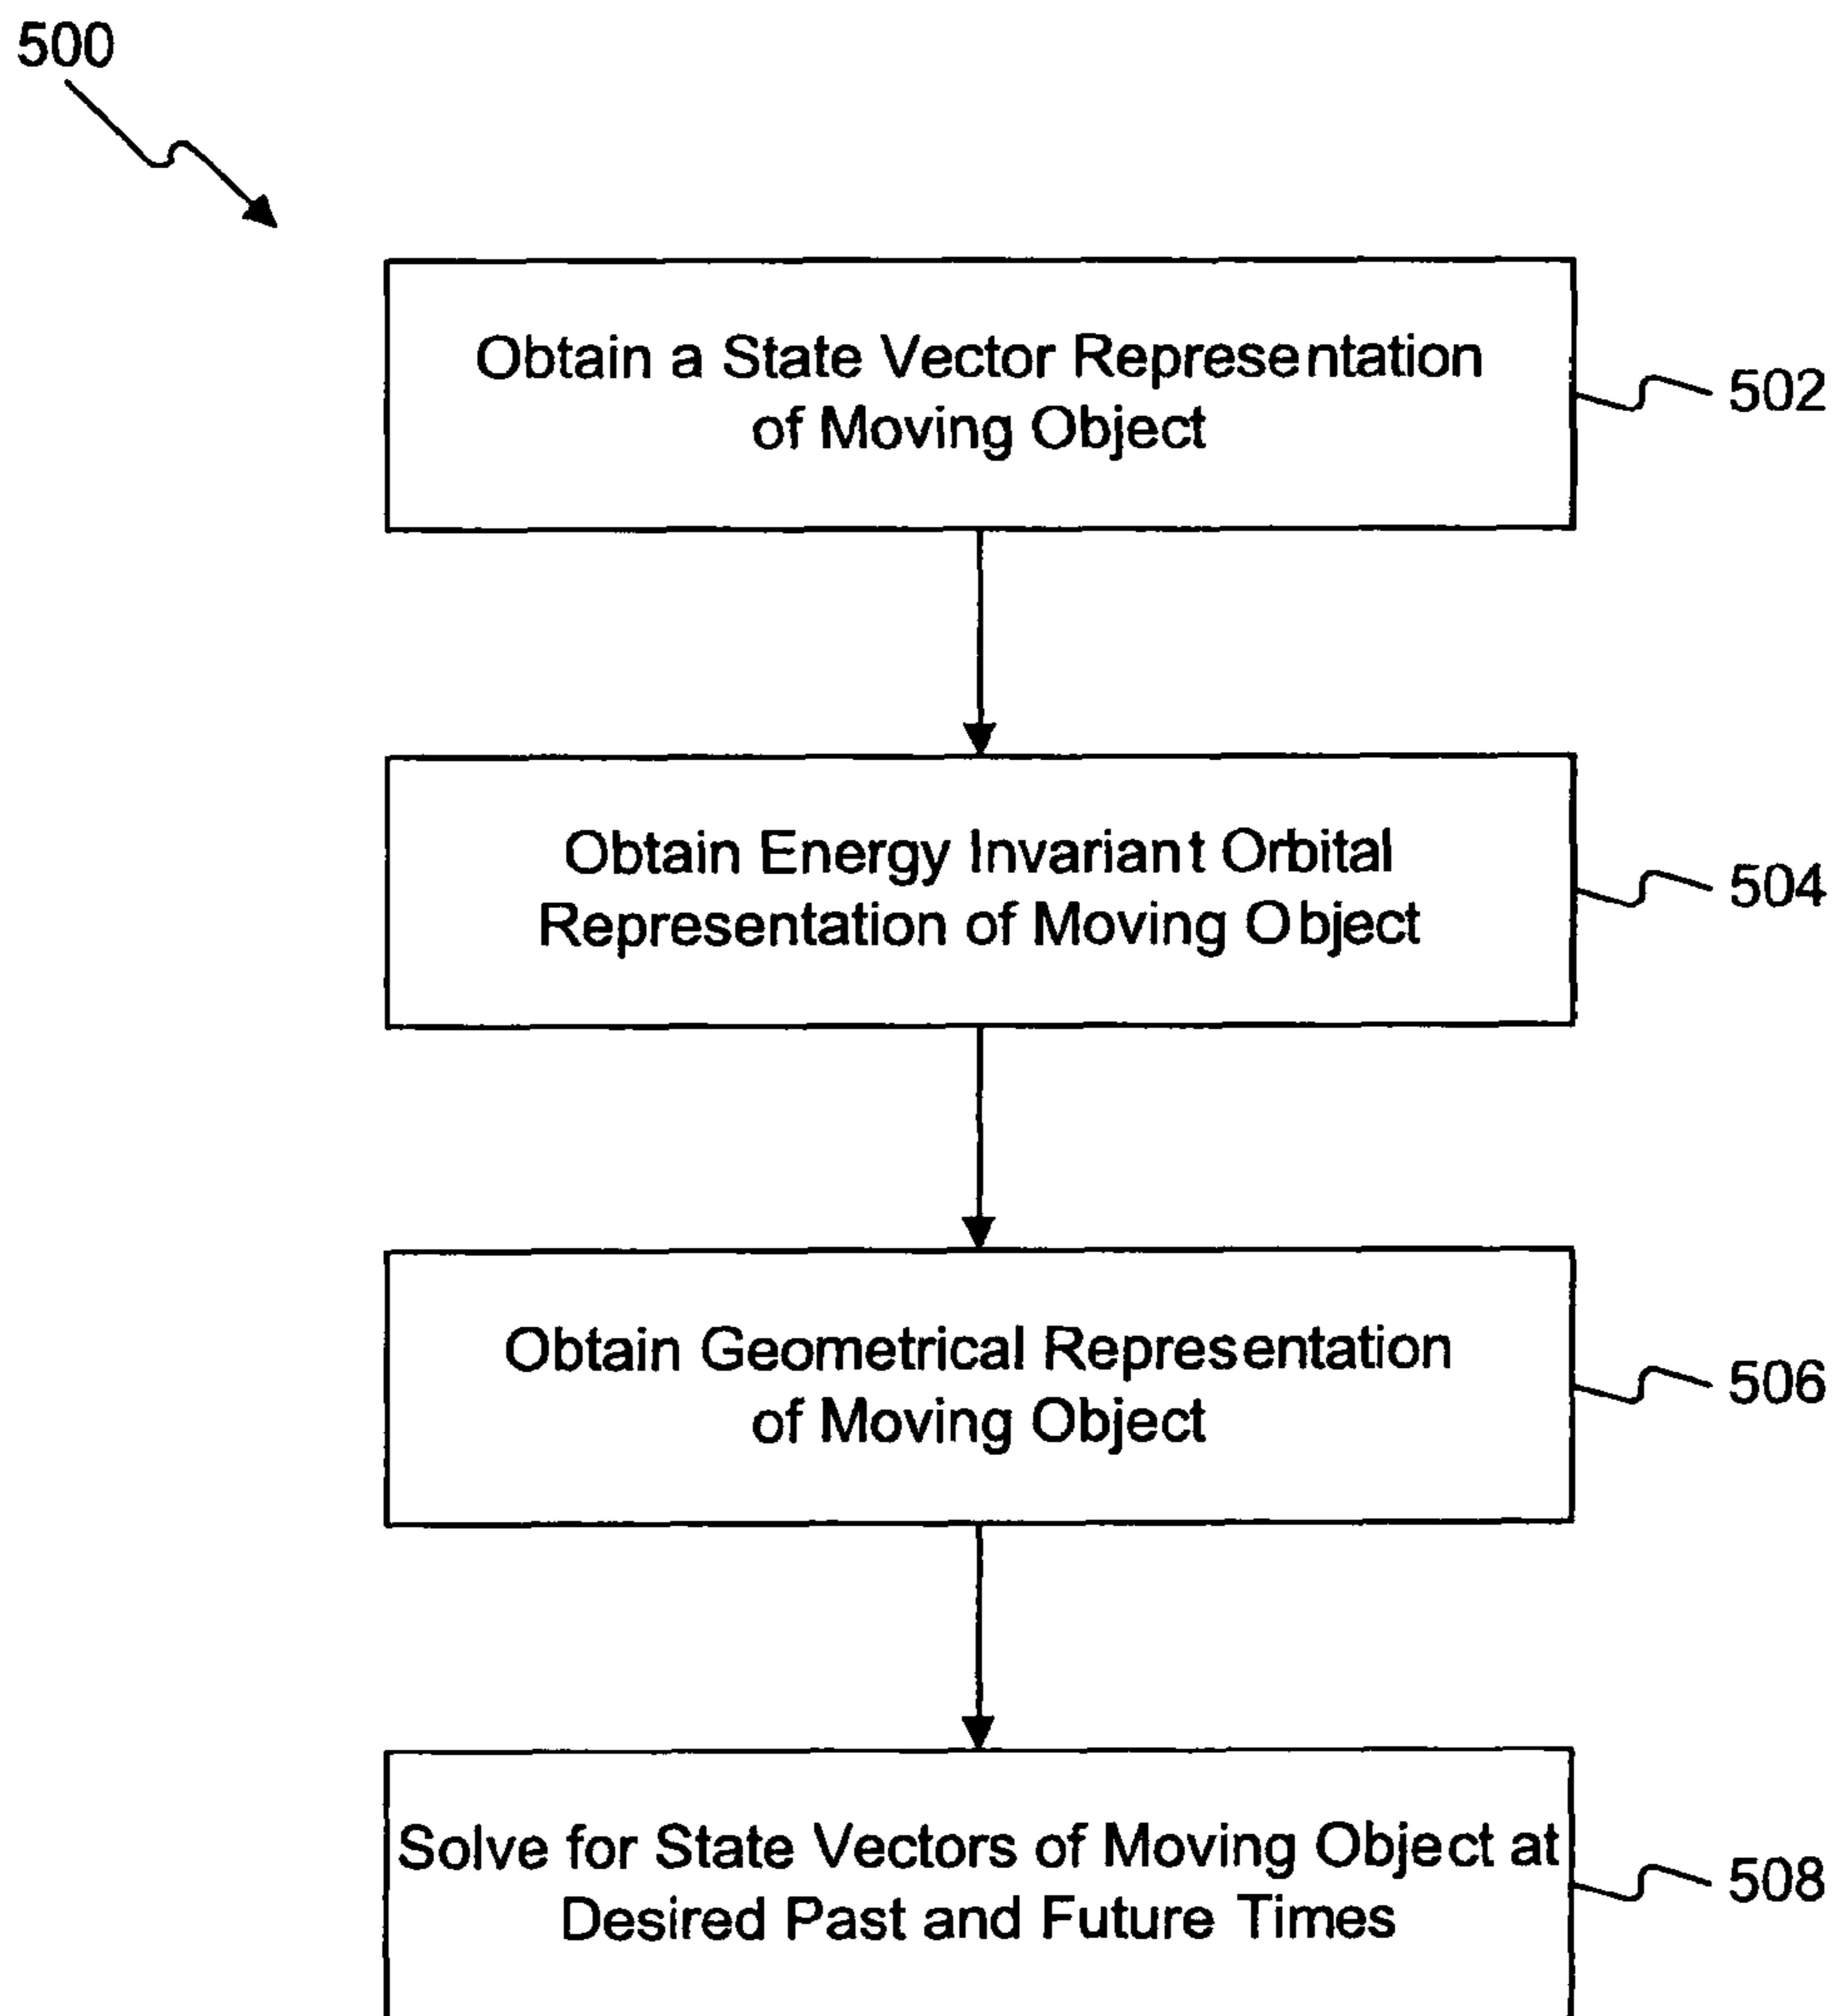 500
Obtain a State Vector Representation
of Moving Object
502
Obtain Energy Invariant Orbital
Representation of Moving Object
504
Obtain Geometrical Representation
of Moving Object
506
Solve for State Vectors of Moving Object at
Desired Past and Future Times
508